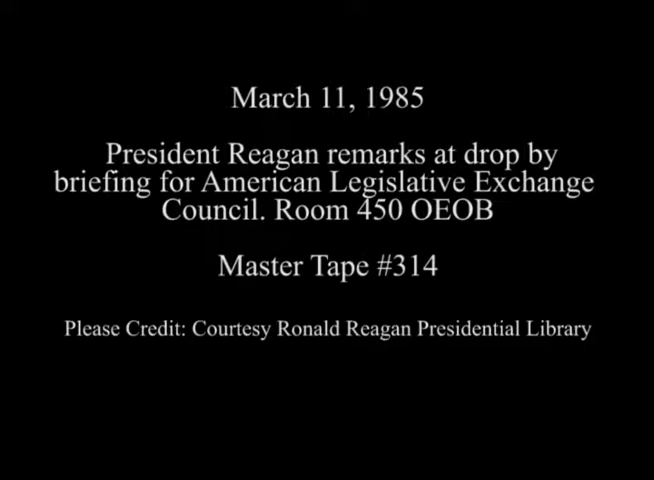 March 11, 1985
President Reagan remarks at drop by
briefing for American Legislative Exchange
Council. Room 450 OEOB
Master Tape #314
Please Credit: Courtesy Ronald Reagan Presidential Library